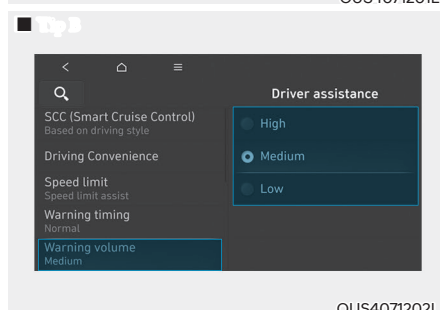 ■ Type B
Driver assistance
SCC (Smart Cruise Control)
Based on driving style
Driving Convenience
Speed limit
Speed limit assist
Warning timing
Normal
Warning volume
Medium
High
Medium
Low